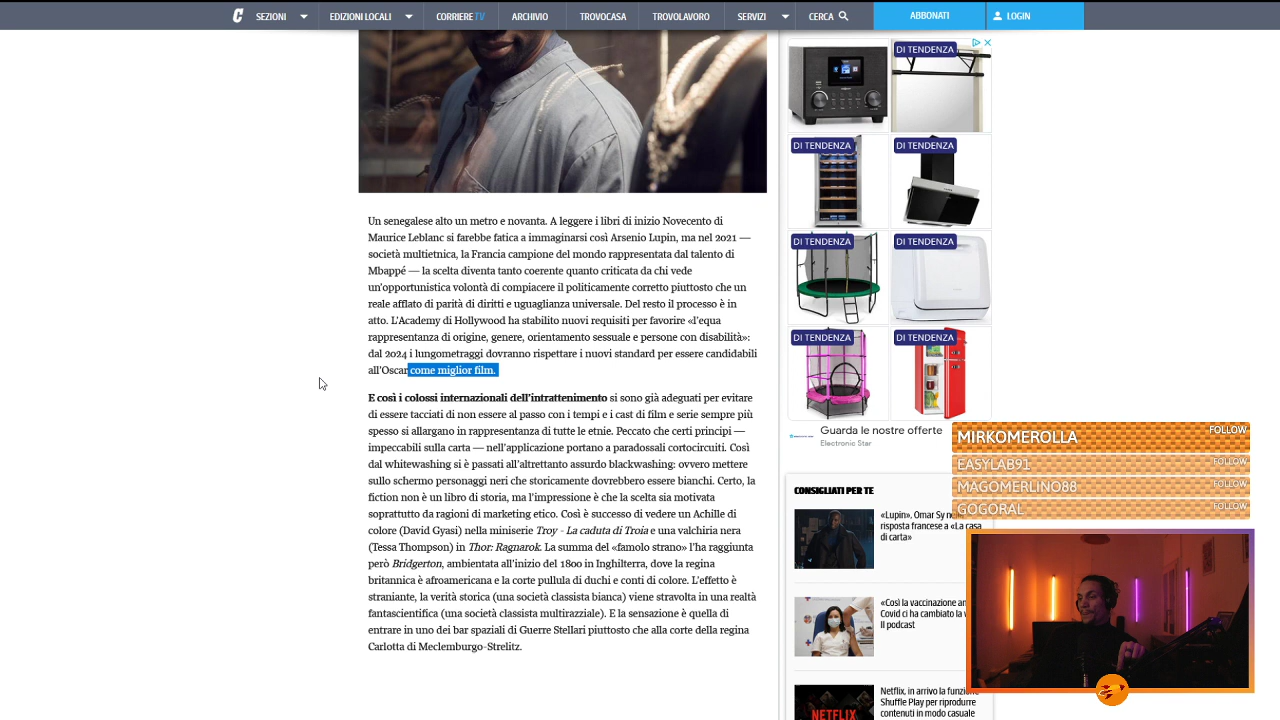 C SEZIONI EDIZIONI LOCALI CORRIERE TV ARCHIVIO TROVOCASA TROVOLAVORO SERVIZI CERCA ABBONATI LOGIN
Un senegalese alto un metro e novanta. A leggere i libri di inizio Novecento di
Maurice Leblanc si farebbe fatica a immaginarsi così Arsenio Lupin, ma nel 2021 —
società multietnica, la Francia campione del mondo rappresentata dal talento di
Mbappé — la scelta diventa tanto coerente quanto criticata da chi vede
un'opportunistica volontà di compiacere il politicamente corretto piuttosto che un
reale afflato di parità di diritti e uguaglianza universale. Del resto il processo è in
atto. L'Academy di Hollywood ha stabilito nuovi requisiti per favorire «l'equa
rappresentanza di origine, genere, orientamento sessuale e persone con disabilità»:
dal 2024 i lungometraggi dovranno rispettare i nuovi standard per essere candidabili
all'Oscar come miglior film.
E così i colossi internazionali dell'intrattenimento si sono già adeguati per evitare
di essere tacciati di non essere al passo con i tempi e i cast di film e serie sempre più
spesso si allargano in rappresentanza di tutte le etnie. Peccato che certi principi —
impeccabili sulla carta — nell'applicazione portano a paradossali cortocircuiti. Così
dal whitewashing si è passati all'altrettanto assurdo blackwashing: ovvero mettere
sullo schermo personaggi neri che storicamente dovrebbero essere bianchi. Certo, la
fiction non è un libro di storia, ma l'impressione è che la scelta sia motivata
soprattutto da ragioni di marketing etico. Così è successo di vedere un Achille di
colore (David Gyasi) nella miniserie Troy - La caduta di Troia e una valchiria nera
(Tessa Thompson) in Thor: Ragnarok. La summa del «famolo strano» l'ha raggiunta
però Bridgerton, ambientata all'inizio del 1800 in Inghilterra, dove la regina
britannica è afroamericana e la corte pullula di duchi e conti di colore. L'effetto è
straniante, la verità storica (una società classista bianca) viene stravolta in una realtà
fantascientifica (una società classista multirazziale). E la sensazione è quella di
entrare in uno dei bar spaziali di Guerre Stellari piuttosto che alla corte della regina
Carlotta di Meclemburgo-Strelitz.
DI TENDENZA DI TENDENZA
DI TENDENZA DI TENDENZA
DI TENDENZA DI TENDENZA
DI TENDENZA DI TENDENZA
Guarda le nostre offerte
Electronic Star
MIRKOMEROLLA FOLLOW
EASYLAB91 FOLLOW
MAGOMERLINO88 FOLLOW
GOGORAL FOLLOW
CONSIGLIATI PER TE
«Lupin», Omar Sy
risposta francese a «La casa
di carta»
«Così la vaccinazione
Covid ci ha cambiato la
Il podcast
Netflix, in arrivo la funzione
Shuffle Play per riprodurre
contenuti in modo casuale
NETFLIX